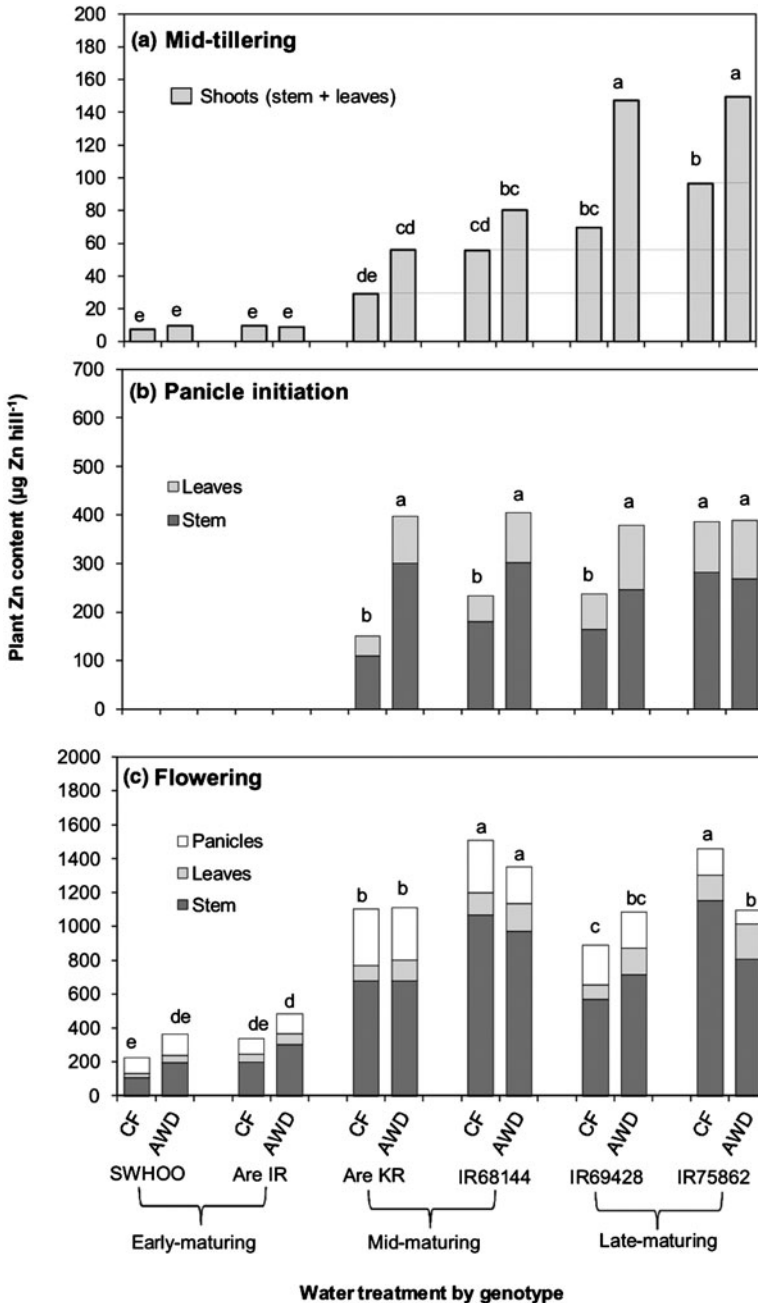 Plant Zn content (µg Zn hill⁻¹)
(a) Mid-tillering
Shoots (stem + leaves)
200
180
160
140
120
100
80
60
40
20
0
e
e
e
e
de
cd
cd
bc
bc
a
b
a
(b) Panicle initiation
Leaves
Stem
700
600
500
400
300
200
100
0
b
a
b
a
b
a
a
a
(c) Flowering
Panicles
Leaves
Stem
2000
1800
1600
1400
1200
1000
800
600
400
200
0
e
de
de
d
b
b
a
a
c
bc
a
b
CF AWD CF AWD CF AWD CF AWD CF AWD CF AWD
SWHOO Are IR Are KR IR68144 IR69428 IR75862
Early-maturing Mid-maturing Late-maturing
Water treatment by genotype